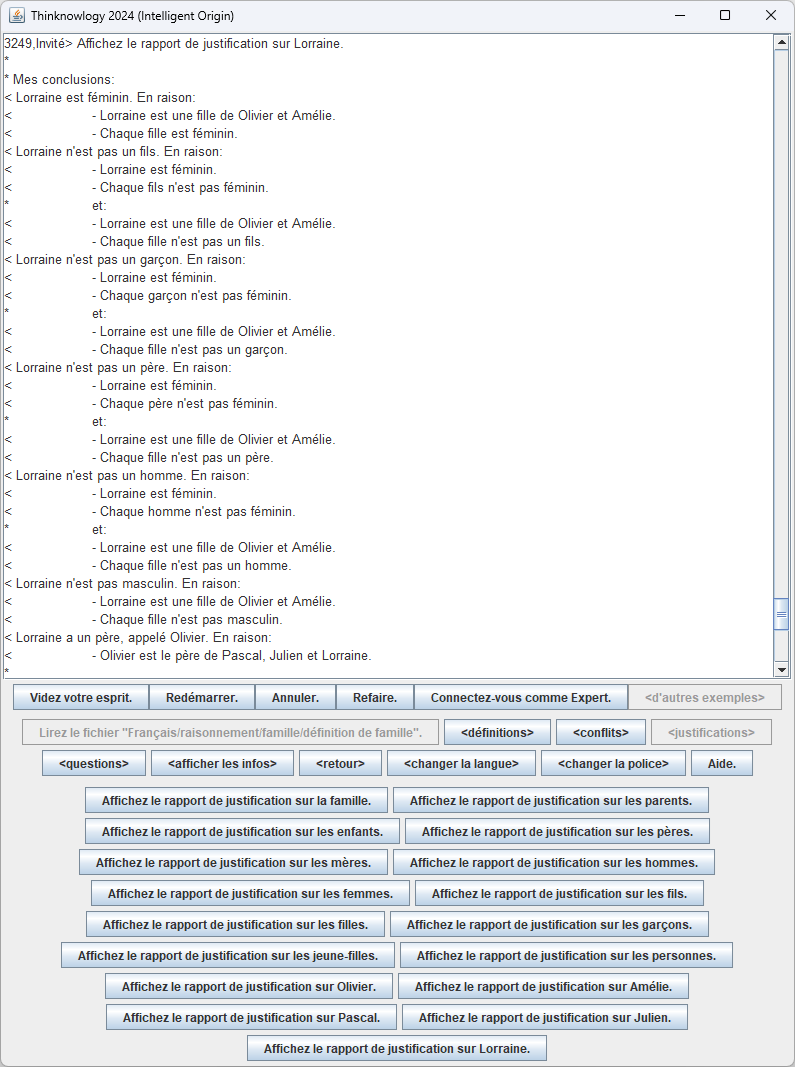 Thinknowlogy 2024 (Intelligent Origin)
3249,Invité> Affichez le rapport de justification sur Lorraine.
*
* Mes conclusions:
< Lorraine est féminin. En raison:
< - Lorraine est une fille de Olivier et Amélie.
< - Chaque fille est féminin.
< Lorraine n'est pas un fils. En raison:
< - Lorraine est féminin.
< - Chaque fils n'est pas féminin.
* et:
< - Lorraine est une fille de Olivier et Amélie.
< - Chaque fille n'est pas un fils.
< Lorraine n'est pas un garçon. En raison:
< - Lorraine est féminin.
< - Chaque garçon n'est pas féminin.
* et:
< - Lorraine est une fille de Olivier et Amélie.
< - Chaque fille n'est pas un garçon.
< Lorraine n'est pas un père. En raison:
< - Lorraine est féminin.
< - Chaque père n'est pas féminin.
* et:
< - Lorraine est une fille de Olivier et Amélie.
< - Chaque fille n'est pas un père.
< Lorraine n'est pas un homme. En raison:
< - Lorraine est féminin.
< - Chaque homme n'est pas féminin.
* et:
< - Lorraine est une fille de Olivier et Amélie.
< - Chaque fille n'est pas un homme.
< Lorraine n'est pas masculin. En raison:
< - Lorraine est une fille de Olivier et Amélie.
< - Chaque fille n'est pas masculin.
< Lorraine a un père, appelé Olivier. En raison:
< - Olivier est le père de Pascal, Julien et Lorraine.
*
Videz votre esprit. Redémarrer. Annuler. Refaire. Connectez-vous comme Expert. <d'autres exemples>
Lirez le fichier "Français/raisonnement/famille/définition de famille". <définitions> <conflits> <justifications>
<questions> <afficher les infos> <retour> <changer la langue> <changer la police> Aide.
Affichez le rapport de justification sur la famille. Affichez le rapport de justification sur les parents.
Affichez le rapport de justification sur les enfants. Affichez le rapport de justification sur les pères.
Affichez le rapport de justification sur les mères. Affichez le rapport de justification sur les hommes.
Affichez le rapport de justification sur les femmes. Affichez le rapport de justification sur les fils.
Affichez le rapport de justification sur les filles. Affichez le rapport de justification sur les garçons.
Affichez le rapport de justification sur les jeune-filles. Affichez le rapport de justification sur les personnes.
Affichez le rapport de justification sur Olivier. Affichez le rapport de justification sur Amélie.
Affichez le rapport de justification sur Pascal. Affichez le rapport de justification sur Julien.
Affichez le rapport de justification sur Lorraine.